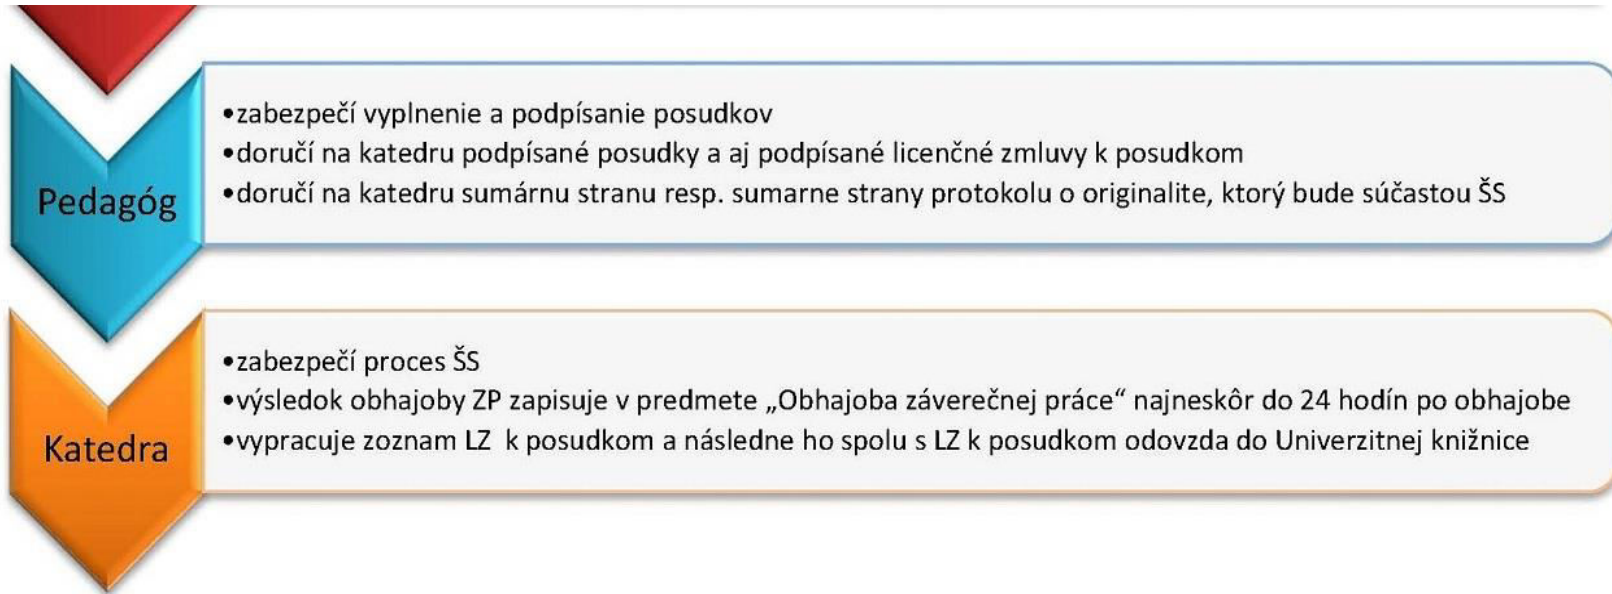 Pedagóg
•zabezpečí vyplnenie a podpísanie posudkov
•doručí na katedru podpísané posudky a aj podpísané licenčné zmluvy k posudkom
•doručí na katedru sumárnu stranu resp. sumarne strany protokolu o originalite, ktorý bude súčastou ŠS
Katedra
•zabezpečí proces ŠS
•výsledok obhajoby ZP zapisuje v predmete „Obhajoba záverečnej práce“ najneskôr do 24 hodín po obhajobe
•vypracuje zoznam LZ k posudkom a následne ho spolu s LZ k posudkom odovzda do Univerzitnej knižnice